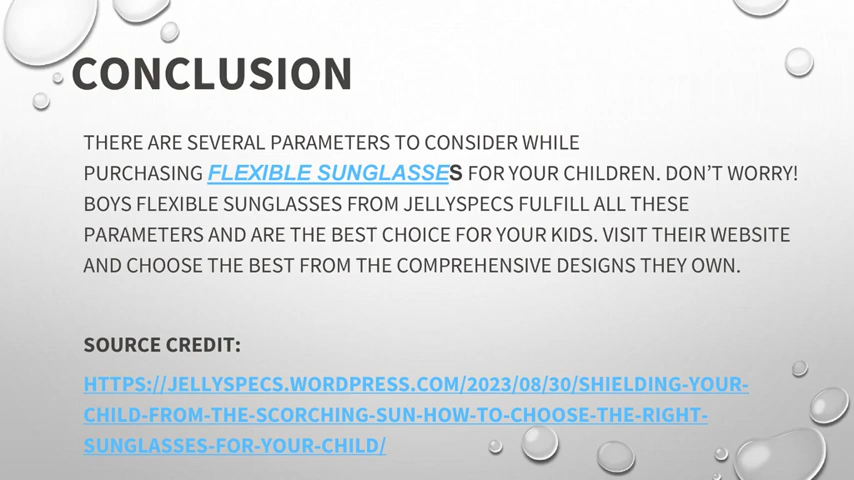 CONCLUSION
THERE ARE SEVERAL PARAMETERS TO CONSIDER WHILE
PURCHASING FLEXIBLE SUNGLASSES FOR YOUR CHILDREN. DON’T WORRY!
BOYS FLEXIBLE SUNGLASSES FROM JELLYSPECS FULFILL ALL THESE
PARAMETERS AND ARE THE BEST CHOICE FOR YOUR KIDS. VISIT THEIR WEBSITE
AND CHOOSE THE BEST FROM THE COMPREHENSIVE DESIGNS THEY OWN.
SOURCE CREDIT:
HTTPS://JELLYSPECS.WORDPRESS.COM/2023/08/30/SHIELDING-YOUR-
CHILD-FROM-THE-SCORCHING-SUN-HOW-TO-CHOOSE-THE-RIGHT-
SUNGLASSES-FOR-YOUR-CHILD/